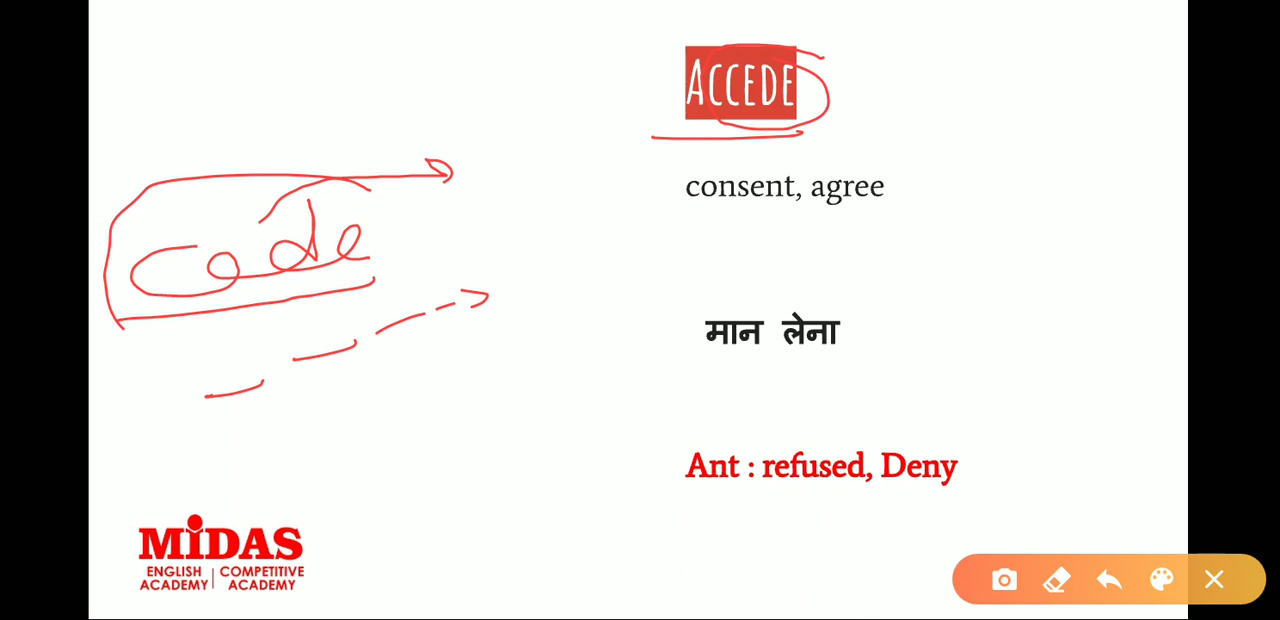 ACCEDE
consent, agree
code
मान लेना
Ant : refused, Deny
MiDAS
ENGLISH | COMPETITIVE
ACADEMY | ACADEMY